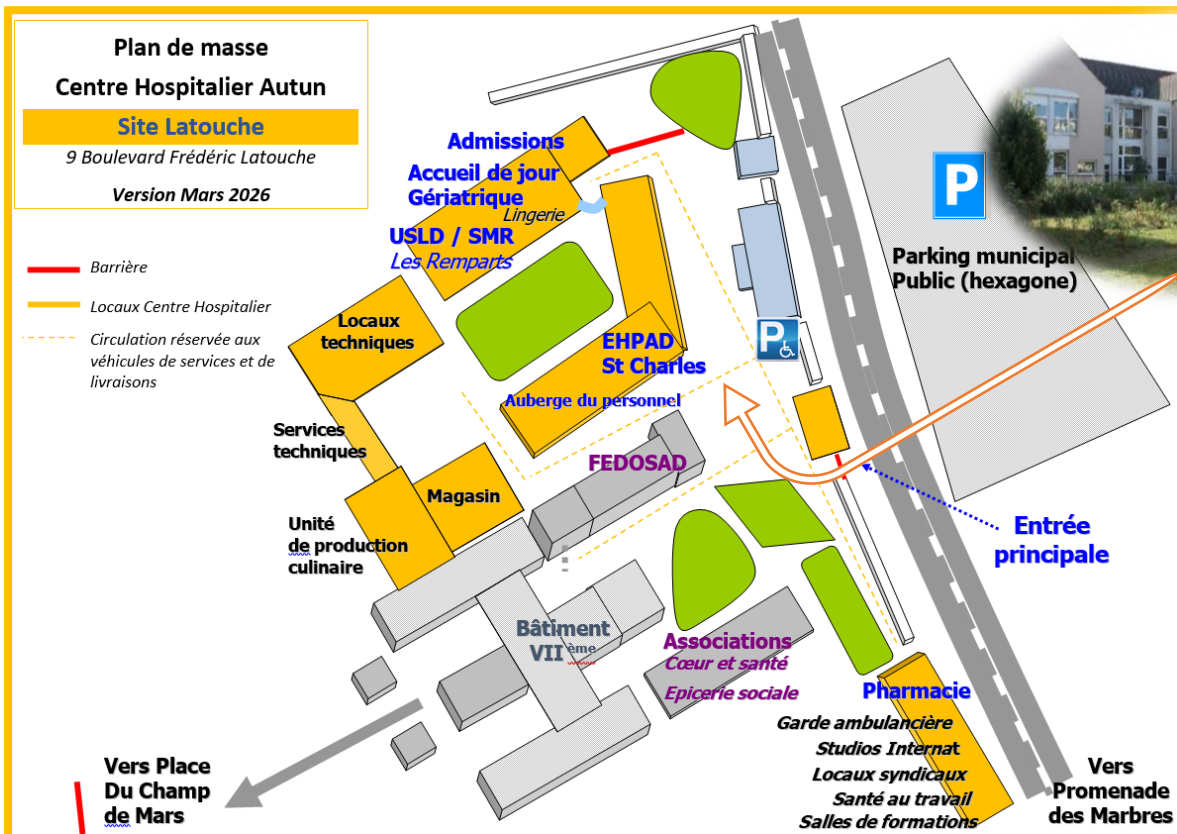 Plan de masse
Centre Hospitalier Autun
Site Latouche
9 Boulevard Frédéric Latouche
Version Mars 2026
Barrière
Locaux Centre Hospitalier
Circulation réservée aux
véhicules de services et de
livraisons
Admissions
Accueil de jour
Gériatrique
Lingerie
USLD / SMR
Les Remparts
Locaux
techniques
EHPAD
St Charles
Auberge du personnel
P
P
Parking municipal
Public (hexagone)
Services
techniques
FEDOSAD
Magasin
Unité
de production
culinaire
Entrée
principale
Bâtiment
VII ème
Associations
Cœur et santé
Epicerie sociale
Pharmacie
Garde ambulancière
Studios Internat
Locaux syndicaux
Santé au travail
Salles de formations
Vers Place
Du Champ
de Mars
Vers
Promenade
des Marbres